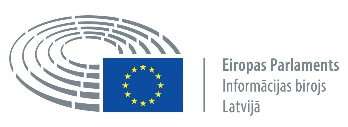 Eiropas Parlaments
Informācijas birojs
Latvijā